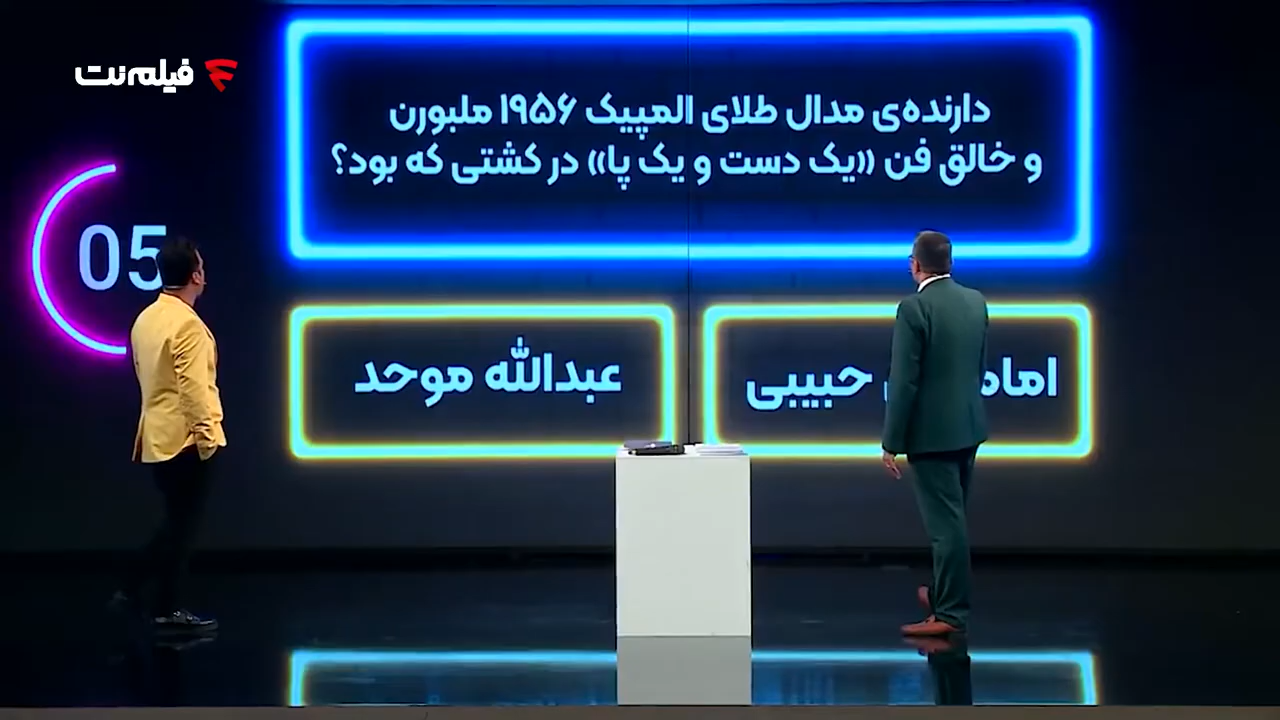 فیلم‌نت
دارنده‌ی مدال طلای المپیک ۱۹۵۶ ملبورن
و خالق فن «یک دست و یک پا» در کشتی که بود؟
05
حبیبی
عبدالله موحد